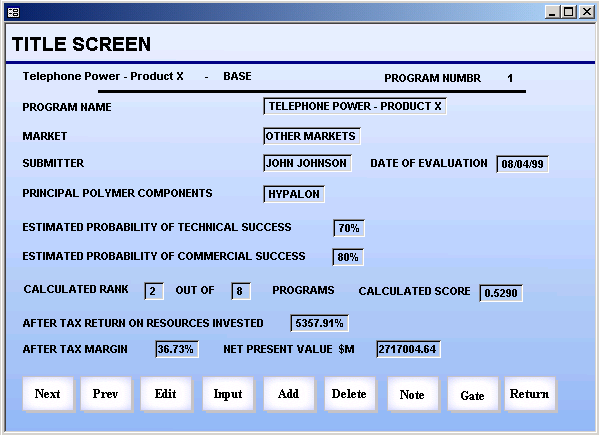 TITLE SCREEN
Telephone Power - Product X - BASE PROGRAM NUMBR 1
PROGRAM NAME TELEPHONE POWER - PRODUCT X
MARKET OTHER MARKETS
SUBMITTER JOHN JOHNSON DATE OF EVALUATION 08/04/99
PRINCIPAL POLYMER COMPONENTS HYPALON
ESTIMATED PROBABILITY OF TECHNICAL SUCCESS 70%
ESTIMATED PROBABILITY OF COMMERCIAL SUCCESS 80%
CALCULATED RANK 2 OUT OF 8 PROGRAMS CALCULATED SCORE 0.5290
AFTER TAX RETURN ON RESOURCES INVESTED 5357.91%
AFTER TAX MARGIN 36.73% NET PRESENT VALUE $M 2717004.64
Next Prev Edit Input Add Delete Note Gate Return